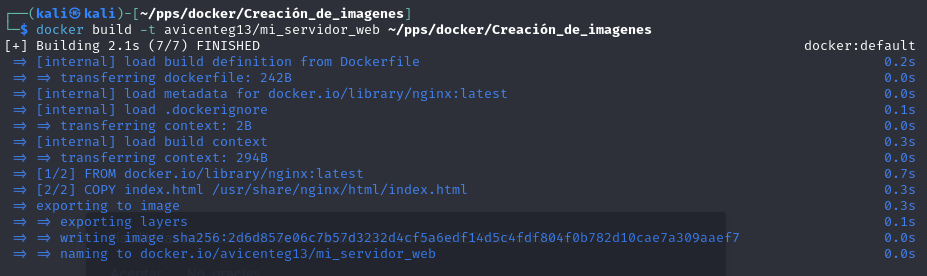 ┌──(kali㉿kali)-[~/pps/docker/Creación_de_imagenes]
└─$ docker build -t avicenteg13/mi_servidor_web ~/pps/docker/Creación_de_imagenes
[+] Building 2.1s (7/7) FINISHED docker:default
=> [internal] load build definition from Dockerfile 0.2s
=> => transferring dockerfile: 242B 0.0s
=> [internal] load metadata for docker.io/library/nginx:latest 0.0s
=> [internal] load .dockerignore 0.1s
=> => transferring context: 2B 0.0s
=> [internal] load build context 0.3s
=> => transferring context: 294B 0.0s
=> [1/2] FROM docker.io/library/nginx:latest 0.7s
=> [2/2] COPY index.html /usr/share/nginx/html/index.html 0.3s
=> exporting to image 0.3s
=> => exporting layers 0.1s
=> => writing image sha256:2d6d857e06c7b57d3232d4cf5a6edf14d5c4fdf804f0b782d10cae7a309aaef7 0.0s
=> => naming to docker.io/avicenteg13/mi_servidor_web 0.0s